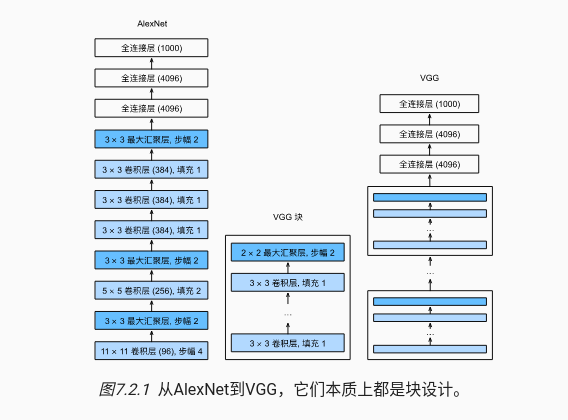 AlexNet
全连接层 (1000)
全连接层 (4096)
全连接层 (4096)
3 × 3 最大汇聚层, 步幅 2
3 × 3 卷积层 (384), 填充 1
3 × 3 卷积层 (384), 填充 1
3 × 3 卷积层 (384), 填充 1
3 × 3 最大汇聚层, 步幅 2
5 × 5 卷积层 (256), 填充 2
3 × 3 最大汇聚层, 步幅 2
11 × 11 卷积层 (96), 步幅 4
VGG 块
2 × 2 最大汇聚层, 步幅 2
3 × 3 卷积层, 填充 1
...
3 × 3 卷积层, 填充 1
VGG
全连接层 (1000)
全连接层 (4096)
全连接层 (4096)
...
...
...
图7.2.1 从AlexNet到VGG，它们本质上都是块设计。